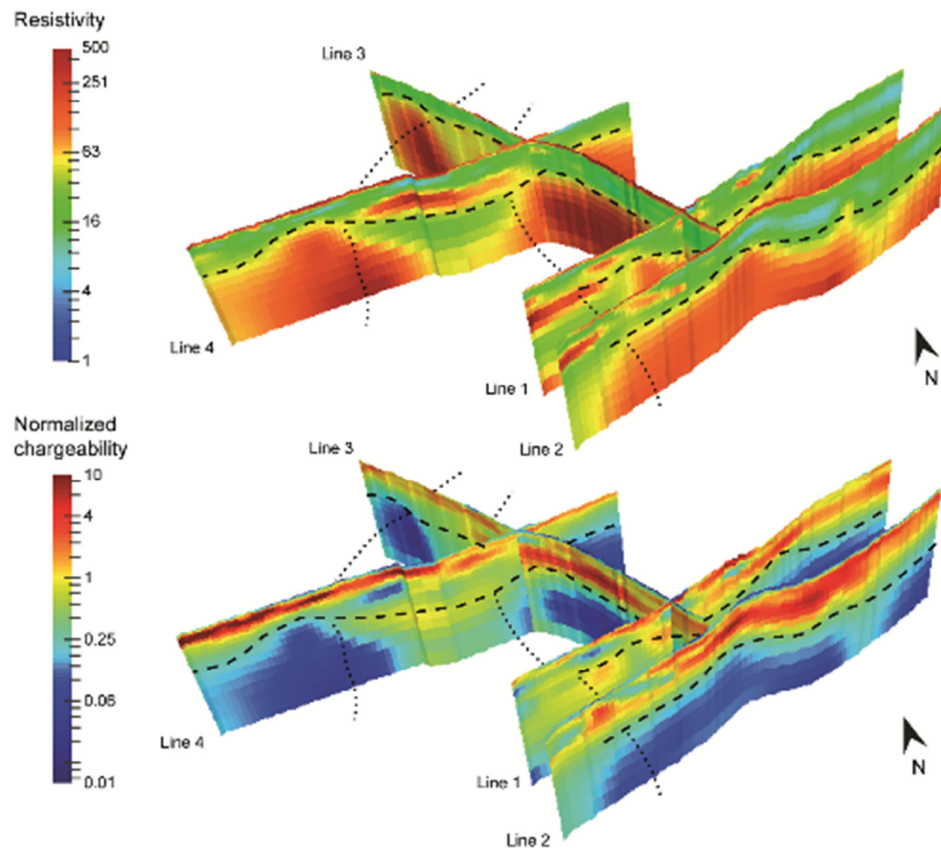 Resistivity
500
251
63
16
4
1
Line 3
Line 4
Line 1
Line 2
N
Normalized
chargeability
10
4
1
0.25
0.06
0.01
Line 3
Line 4
Line 1
Line 2
N